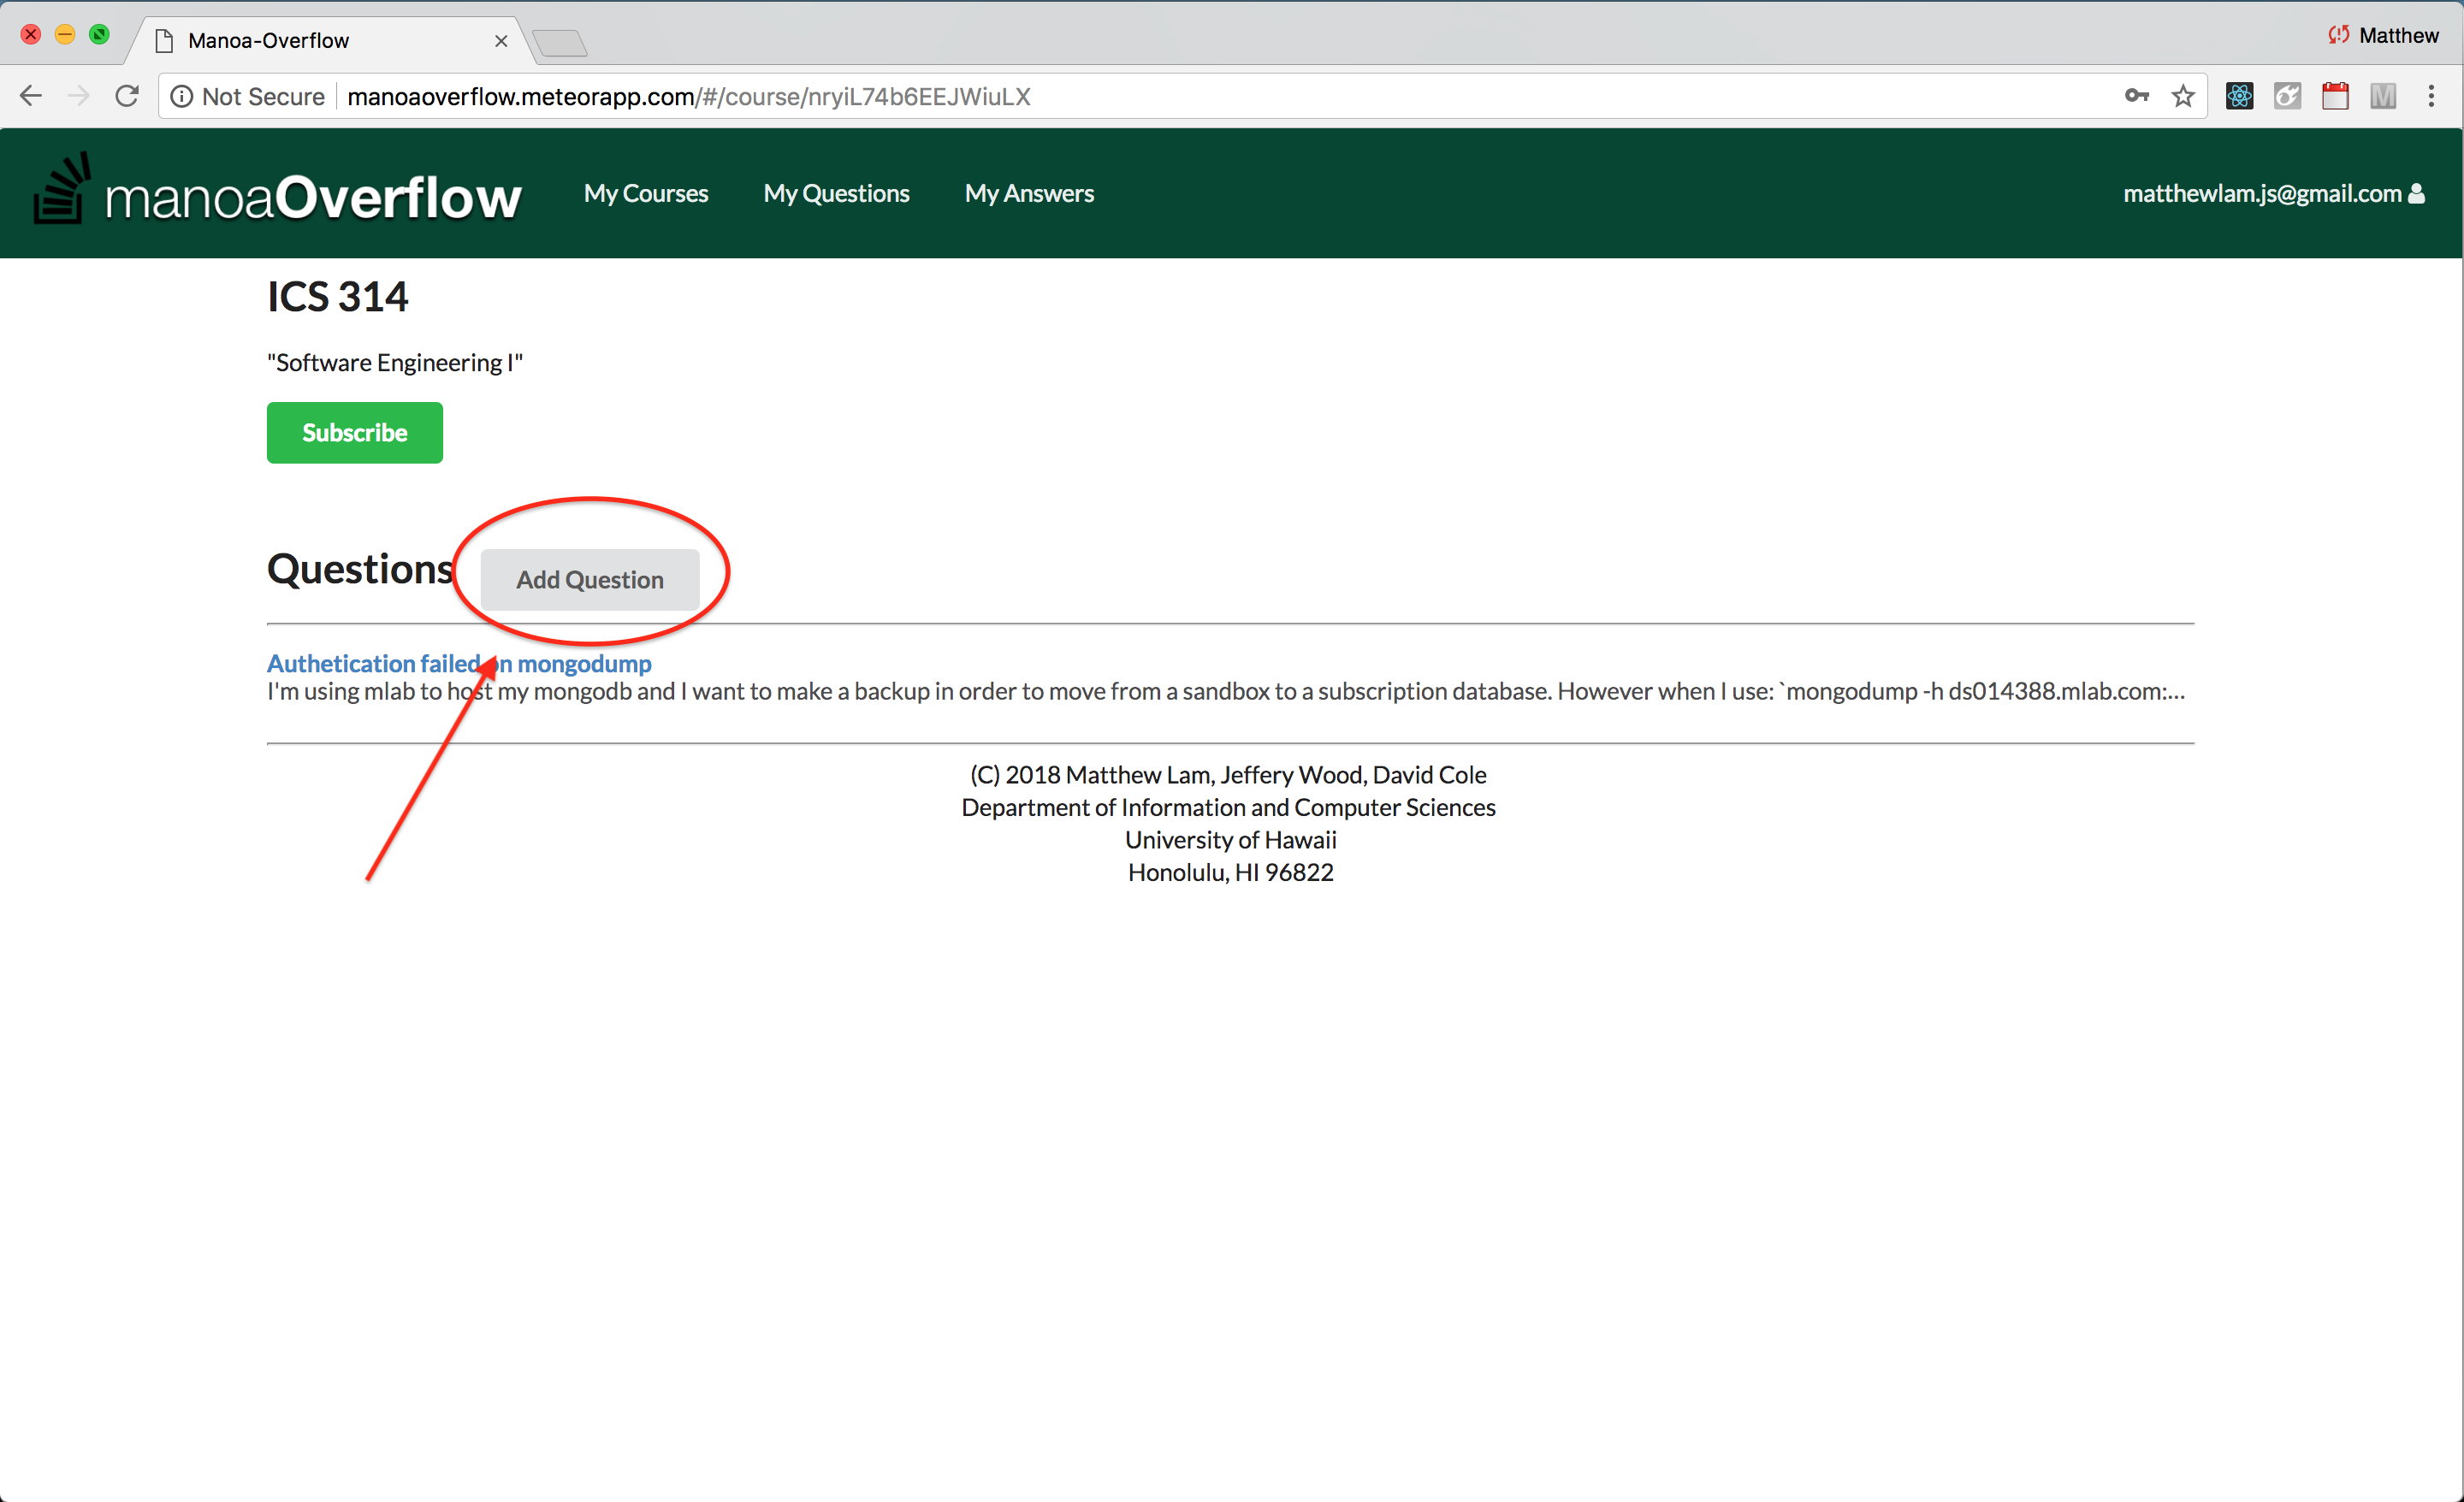 Manoa-Overflow
Matthew
Not Secure manoaoverflow.meteorapp.com/#/course/nryiL74b6EEJWiuLX
M
manoaOverflow My Courses My Questions My Answers matthewlam.js@gmail.com
ICS 314
"Software Engineering I"
Subscribe
Questions Add Question
Authetication failed on mongodump
I'm using mlab to host my mongodb and I want to make a backup in order to move from a sandbox to a subscription database. However when I use: `mongodump -h ds014388.mlab.com:...
(C) 2018 Matthew Lam, Jeffery Wood, David Cole
Department of Information and Computer Sciences
University of Hawaii
Honolulu, HI 96822